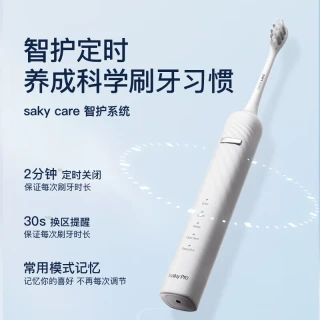 智护定时
养成科学刷牙习惯
saky care 智护系统
2分钟 定时关闭
保证每次刷牙时长
30s 换区提醒
保证每次刷牙时长
常用模式记忆
记忆你的喜好 不再每次调节
saky Pro